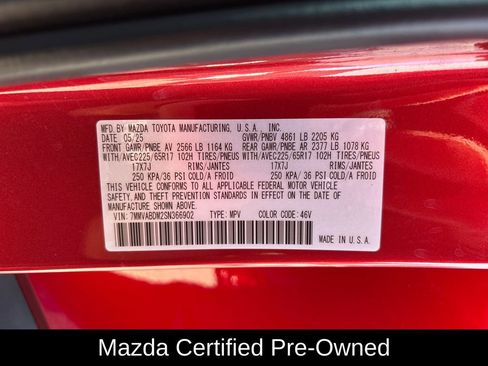 MFD. BY MAZDA TOYOTA MANUFACTURING, U.S.A., INC.
DATE 05/25 GVWR/PNBV 4861 LB 2205 KG
FRONT GAWR/PNBE AV 2566 LB 1164 KG REAR GAWR/PNBE AR 2377 LB 1078 KG
WITH/AVEC225/65R17 102H TIRES/PNEUS WITH/AVEC225/65R17 102H TIRES/PNEUS
17X7J RIMS/JANTES 17X7J RIMS/JANTES
250 KPA/36 PSI COLD/A FROID 250 KPA/ 36 PSI COLD/A FROID
THIS VEHICLE CONFORMS TO ALL APPLICABLE FEDERAL MOTOR VEHICLE
SAFETY, AND THEFT PREVENTION STANDARDS IN EFFECT ON THE DATE OF
MANUFACTURE SHOWN ABOVE.
VIN: 7MMVABDM2SN366902 TYPE: MPV COLOR CODE: 46V
MADE IN U.S.A.
Mazda Certified Pre-Owned